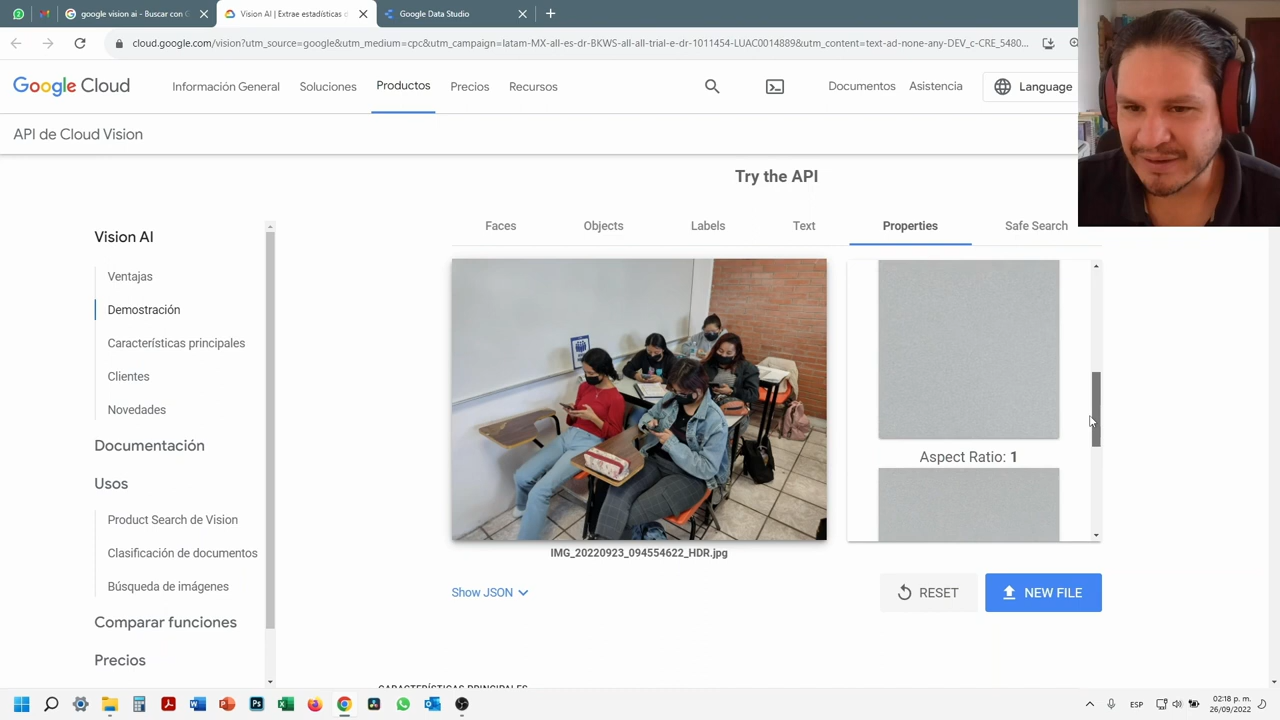 google vision ai - Buscar con G
Vision AI | Extrae estadísticas d
Google Data Studio
cloud.google.com/vision?utm_source=google&utm_medium=cpc&utm_campaign=latam-MX-all-es-dr-BKWS-all-all-trial-e-dr-1011454-LUAC0014889&utm_content=text-ad-none-any-DEV_c-CRE_5480...
Google Cloud
Información General
Soluciones
Productos
Precios
Recursos
Documentos
Asistencia
Language
API de Cloud Vision
Try the API
Vision AI
Ventajas
Demostración
Características principales
Clientes
Novedades
Documentación
Usos
Product Search de Vision
Clasificación de documentos
Búsqueda de imágenes
Comparar funciones
Precios
Faces
Objects
Labels
Text
Properties
Safe Search
Aspect Ratio: 1
IMG_20220923_094554622_HDR.jpg
Show JSON
RESET
NEW FILE
CARACTERÍSTICAS PRINCIPALES
ESP
02:18 p. m.
26/09/2022